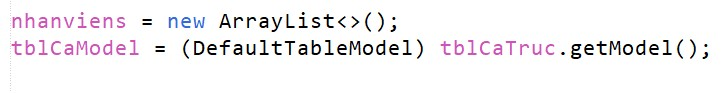 nhanviens = new ArrayList<>();
tblCaModel = (DefaultTableModel) tblCaTruc.getModel();